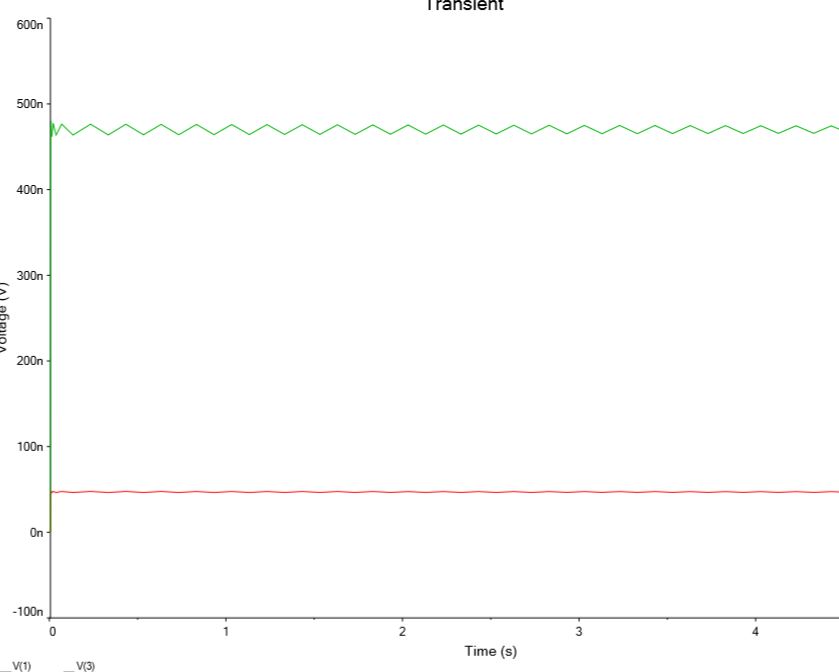 Transient
600n
500n
400n
300n
200n
100n
0n
-100n
Voltage (V)
0 1 2 3 4
Time (s)
V(1) V(3)